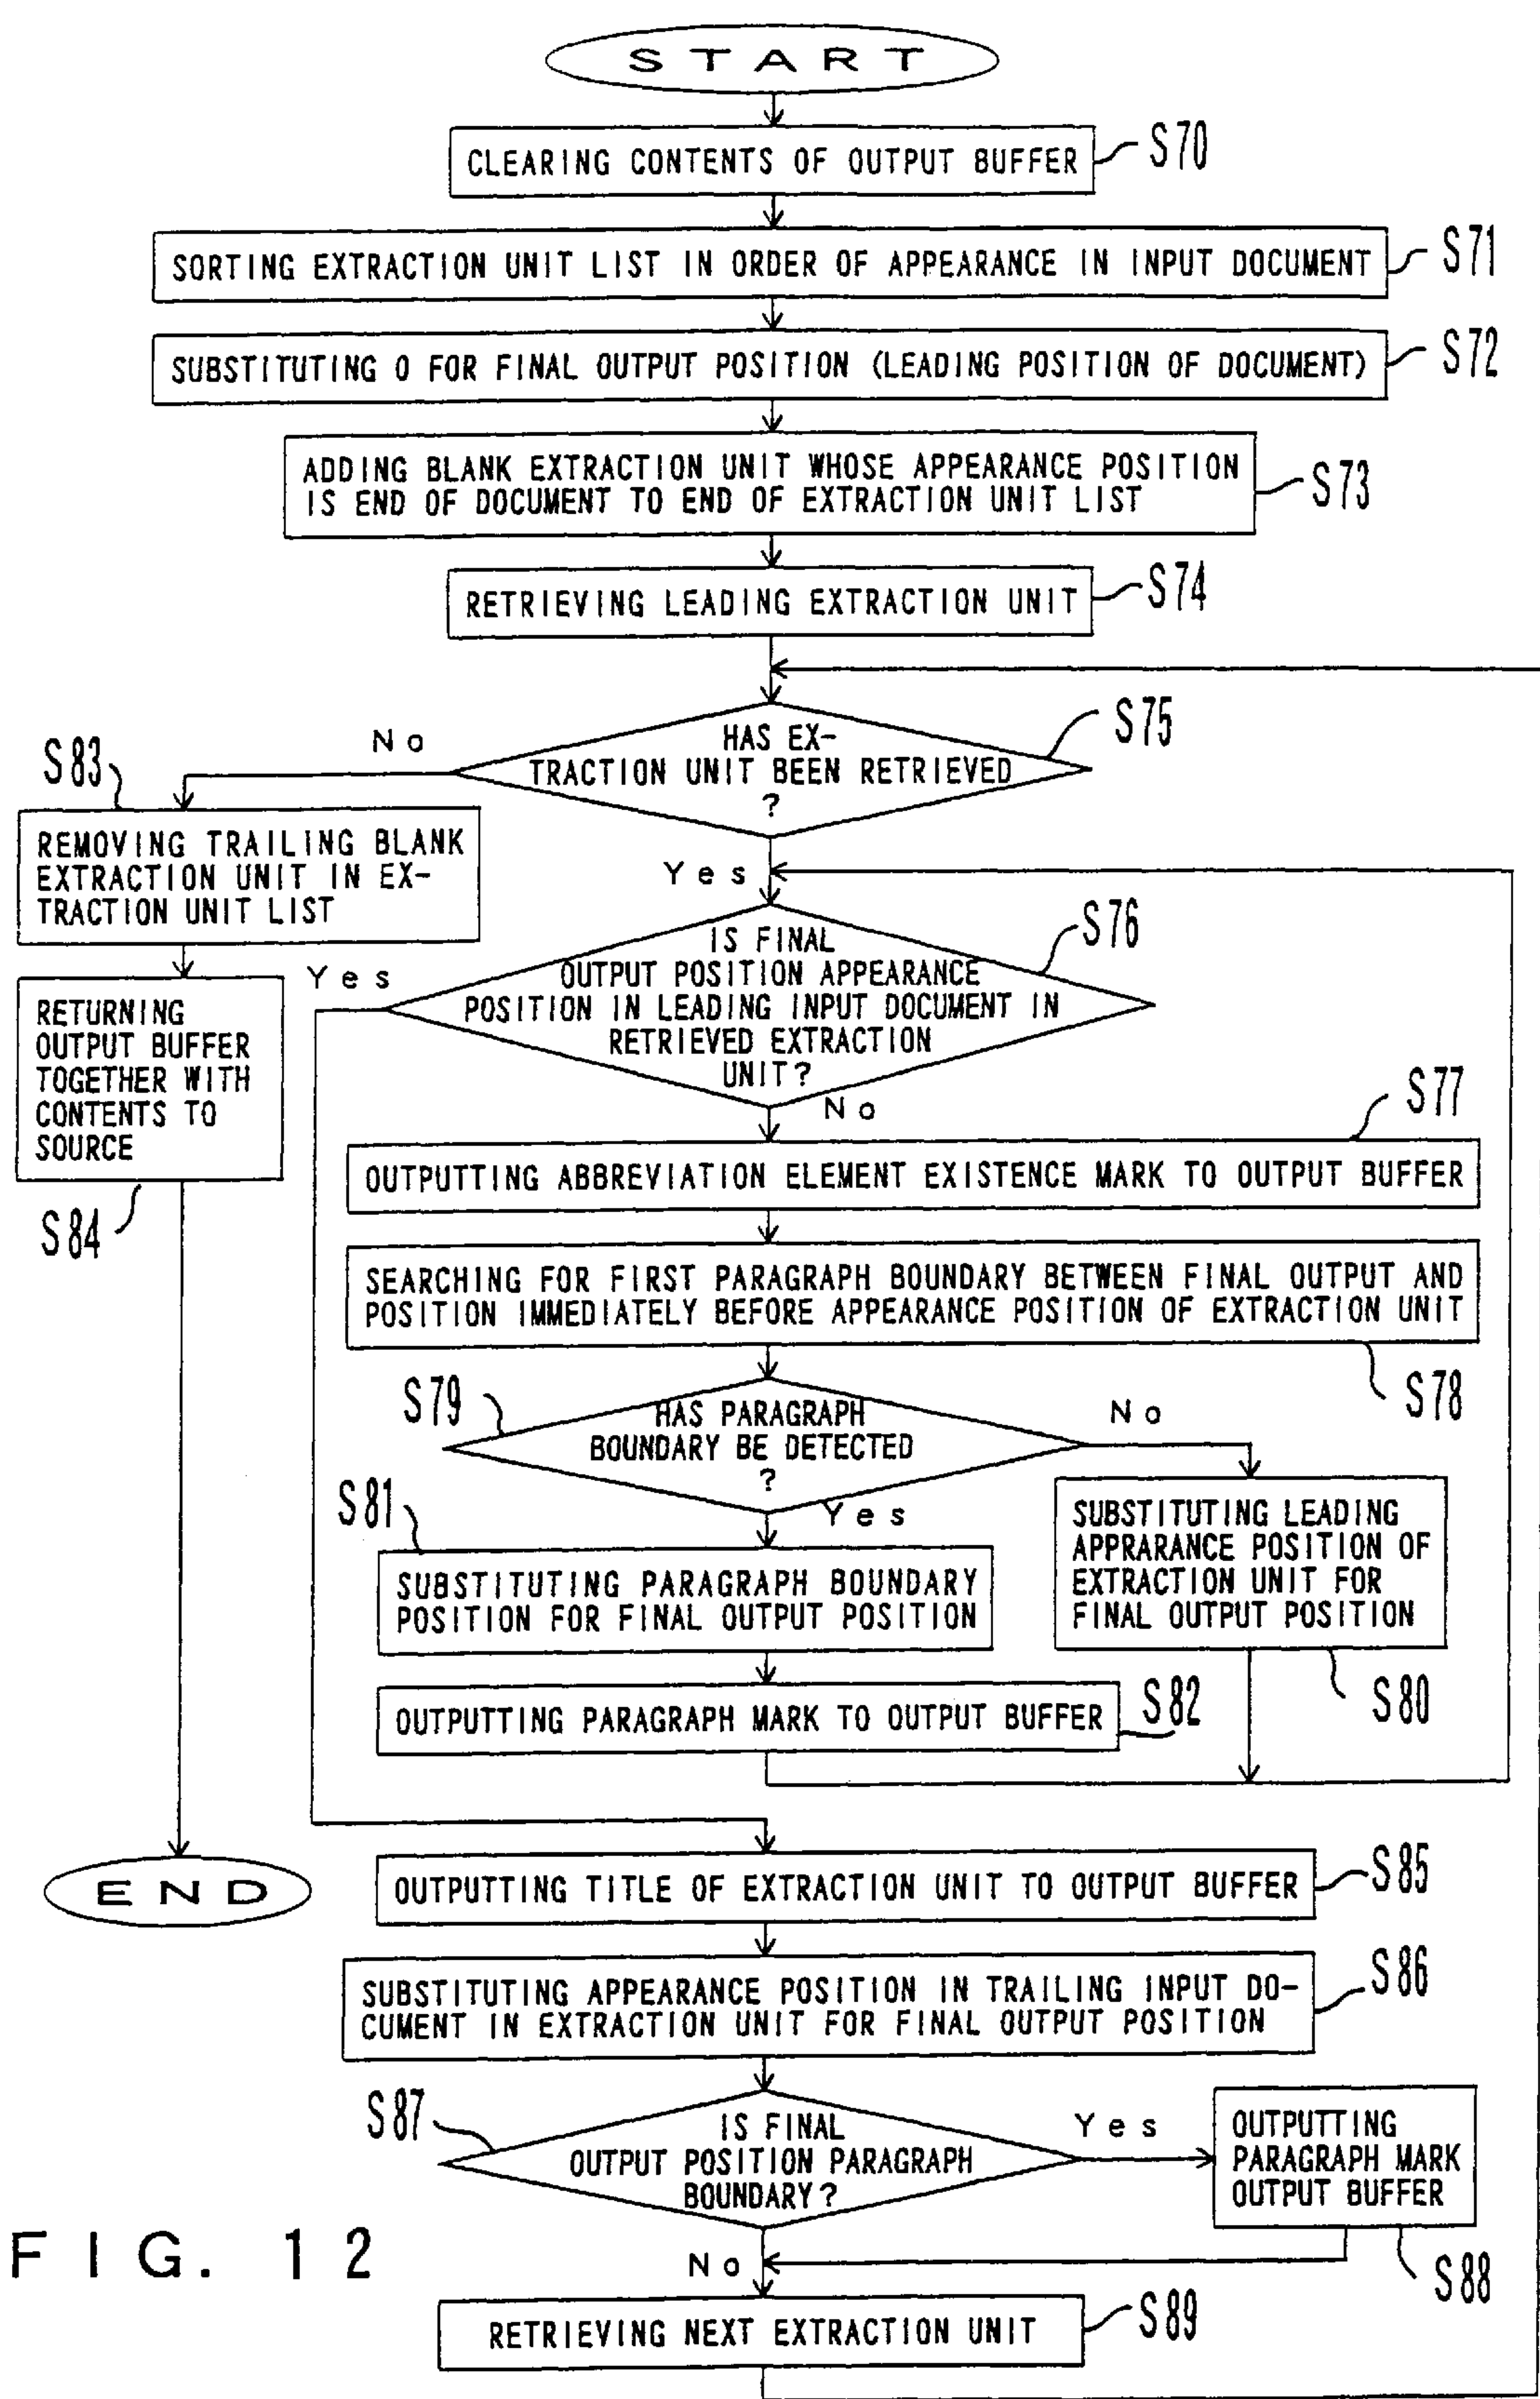 START
CLEARING CONTENTS OF OUTPUT BUFFER
S70
SORTING EXTRACTION UNIT LIST IN ORDER OF APPEARANCE IN INPUT DOCUMENT
S71
SUBSTITUTING 0 FOR FINAL OUTPUT POSITION (LEADING POSITION OF DOCUMENT)
S72
ADDING BLANK EXTRACTION UNIT WHOSE APPEARANCE POSITION
IS END OF DOCUMENT TO END OF EXTRACTION UNIT LIST
S73
RETRIEVING LEADING EXTRACTION UNIT
S74
HAS EX-
TRACTION UNIT BEEN RETRIEVED
?
S75
No
S83
REMOVING TRAILING BLANK
EXTRACTION UNIT IN EX-
TRACTION UNIT LIST
Yes
IS FINAL
OUTPUT POSITION APPEARANCE
POSITION IN LEADING INPUT DOCUMENT IN
RETRIEVED EXTRACTION
UNIT?
S76
Yes
RETURNING
OUTPUT BUFFER
TOGETHER WITH
CONTENTS TO
SOURCE
S84
No
S77
OUTPUTTING ABBREVIATION ELEMENT EXISTENCE MARK TO OUTPUT BUFFER
SEARCHING FOR FIRST PARAGRAPH BOUNDARY BETWEEN FINAL OUTPUT AND
POSITION IMMEDIATELY BEFORE APPEARANCE POSITION OF EXTRACTION UNIT
S78
S79
HAS PARAGRAPH
BOUNDARY BE DETECTED
?
No
Yes
S81
SUBSTITUTING PARAGRAPH BOUNDARY
POSITION FOR FINAL OUTPUT POSITION
SUBSTITUTING LEADING
APPRARANCE POSITION OF
EXTRACTION UNIT FOR
FINAL OUTPUT POSITION
S80
OUTPUTTING PARAGRAPH MARK TO OUTPUT BUFFER
S82
END
OUTPUTTING TITLE OF EXTRACTION UNIT TO OUTPUT BUFFER
S85
SUBSTITUTING APPEARANCE POSITION IN TRAILING INPUT DO-
CUMENT IN EXTRACTION UNIT FOR FINAL OUTPUT POSITION
S86
S87
IS FINAL
OUTPUT POSITION PARAGRAPH
BOUNDARY?
Yes
OUTPUTTING
PARAGRAPH MARK
OUTPUT BUFFER
S88
No
RETRIEVING NEXT EXTRACTION UNIT
S89
FIG. 12